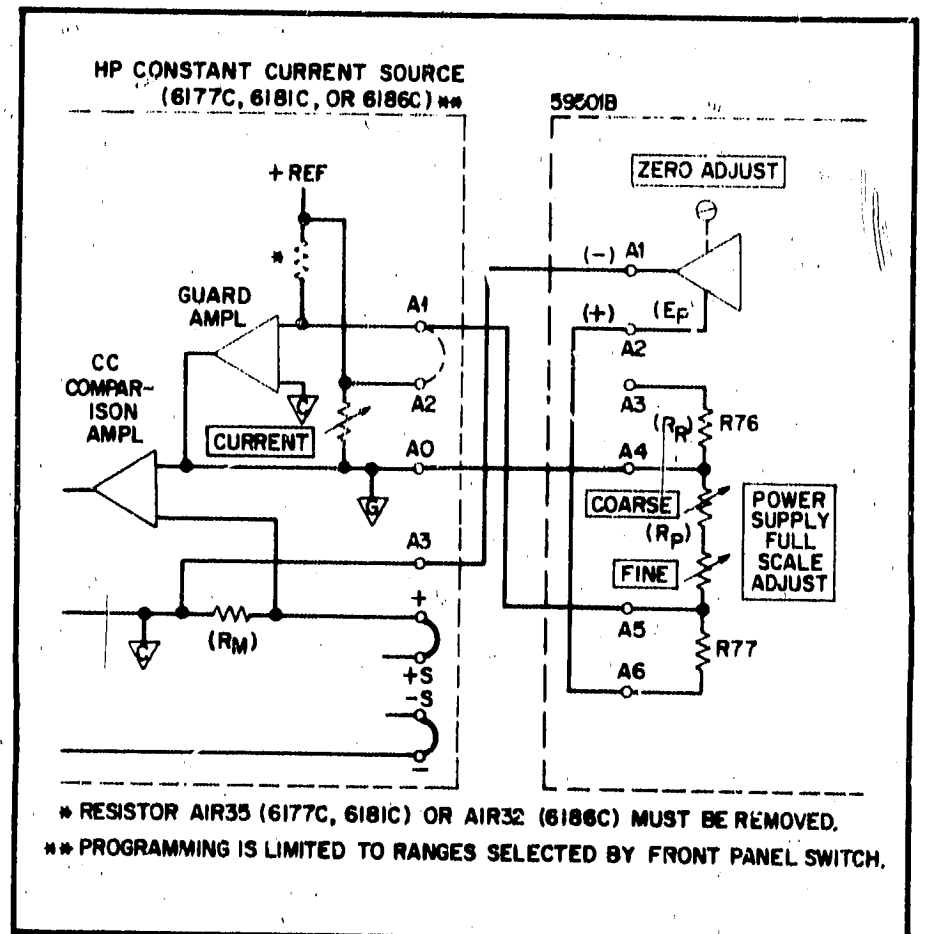 HP CONSTANT CURRENT SOURCE
(6177C, 6181C, OR 6186C)**
59501B
ZERO ADJUST
+ REF
*
GUARD
AMPL
A1
(-) A1
(+)
(Ep
A2
CC
COMPAR-
ISON
AMPL
C
A2
CURRENT
A0
G
A3
(RR)
R76
A4
COARSE
(Rp)
FINE
POWER
SUPPLY
FULL
SCALE
ADJUST
A3
+
A5
C
(RM)
R77
+S
-S
A6
-
* RESISTOR A1R35 (6177C, 6181C) OR A1R32 (6186C) MUST BE REMOVED.
** PROGRAMMING IS LIMITED TO RANGES SELECTED BY FRONT PANEL SWITCH.